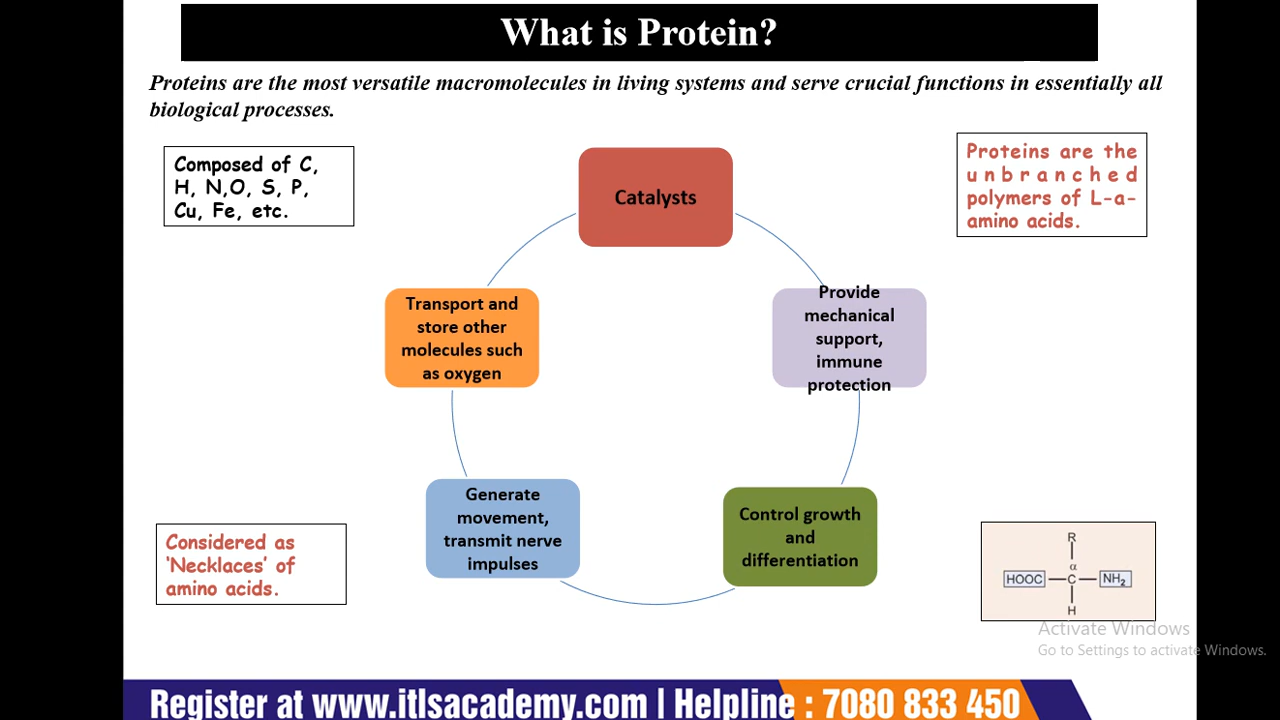 What is Protein?
Proteins are the most versatile macromolecules in living systems and serve crucial functions in essentially all
biological processes.
Composed of C,
H, N,O, S, P,
Cu, Fe, etc.
Catalysts
Proteins are the
unbranched
polymers of L-a-
amino acids.
Transport and
store other
molecules such
as oxygen
Provide
mechanical
support,
immune
protection
Generate
movement,
transmit nerve
impulses
Control growth
and
differentiation
Considered as
‘Necklaces’ of
amino acids.
R
α
HOOC C NH2
H
Activate Windows
Go to Settings to activate Windows.
Register at www.itlsacademy.com | Helpline : 7080 833 450